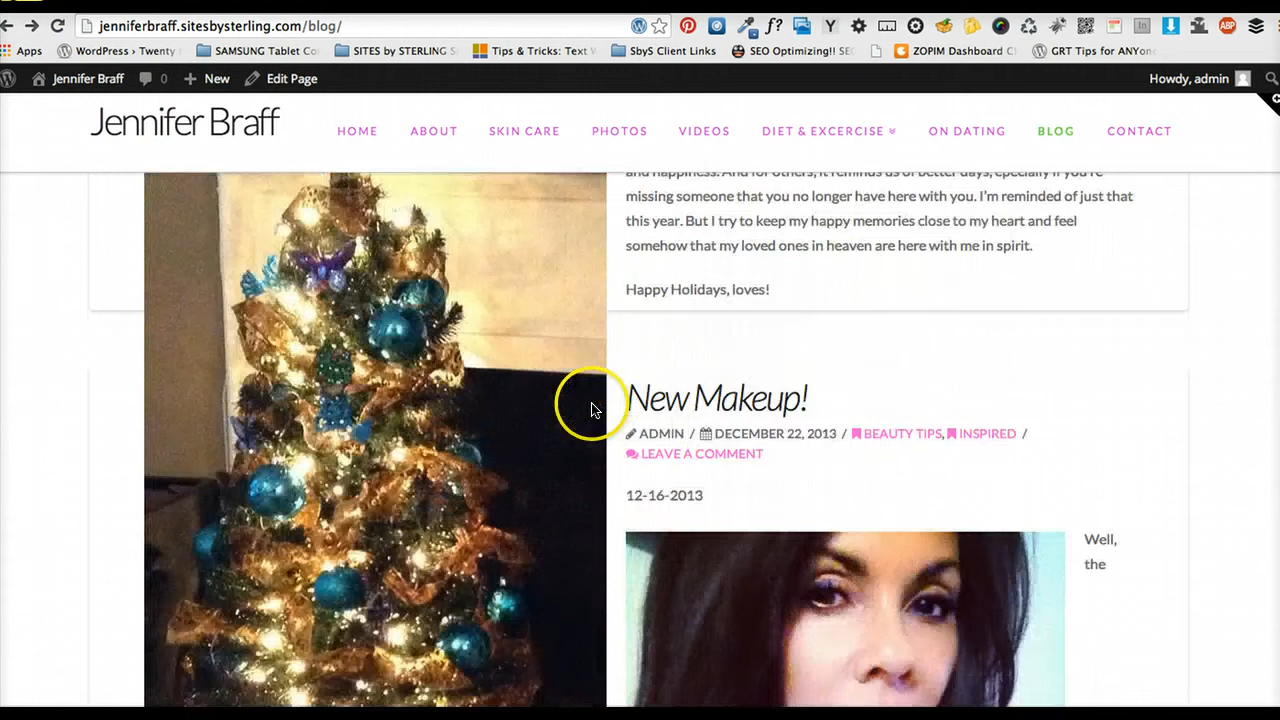 jenniferbraff.sitesbysterling.com/blog/
Apps WordPress › Twenty SAMSUNG Tablet Co SITES by STERLING Tips & Tricks: Text SbyS Client Links SEO Optimizing!! SEO ZOPIM Dashboard GRT Tips for ANYon
Jennifer Braff 0 New Edit Page Howdy, admin
Jennifer Braff HOME ABOUT SKIN CARE PHOTOS VIDEOS DIET & EXCERCISE ON DATING BLOG CONTACT
and happiness. And for others, it reminds us of better days, especially if you're
missing someone that you no longer have here with you. I'm reminded of just that
this year. But I try to keep my happy memories close to my heart and feel
somehow that my loved ones in heaven are here with me in spirit.
Happy Holidays, loves!
New Makeup!
ADMIN / DECEMBER 22, 2013 / BEAUTY TIPS, INSPIRED /
LEAVE A COMMENT
12-16-2013
Well,
the